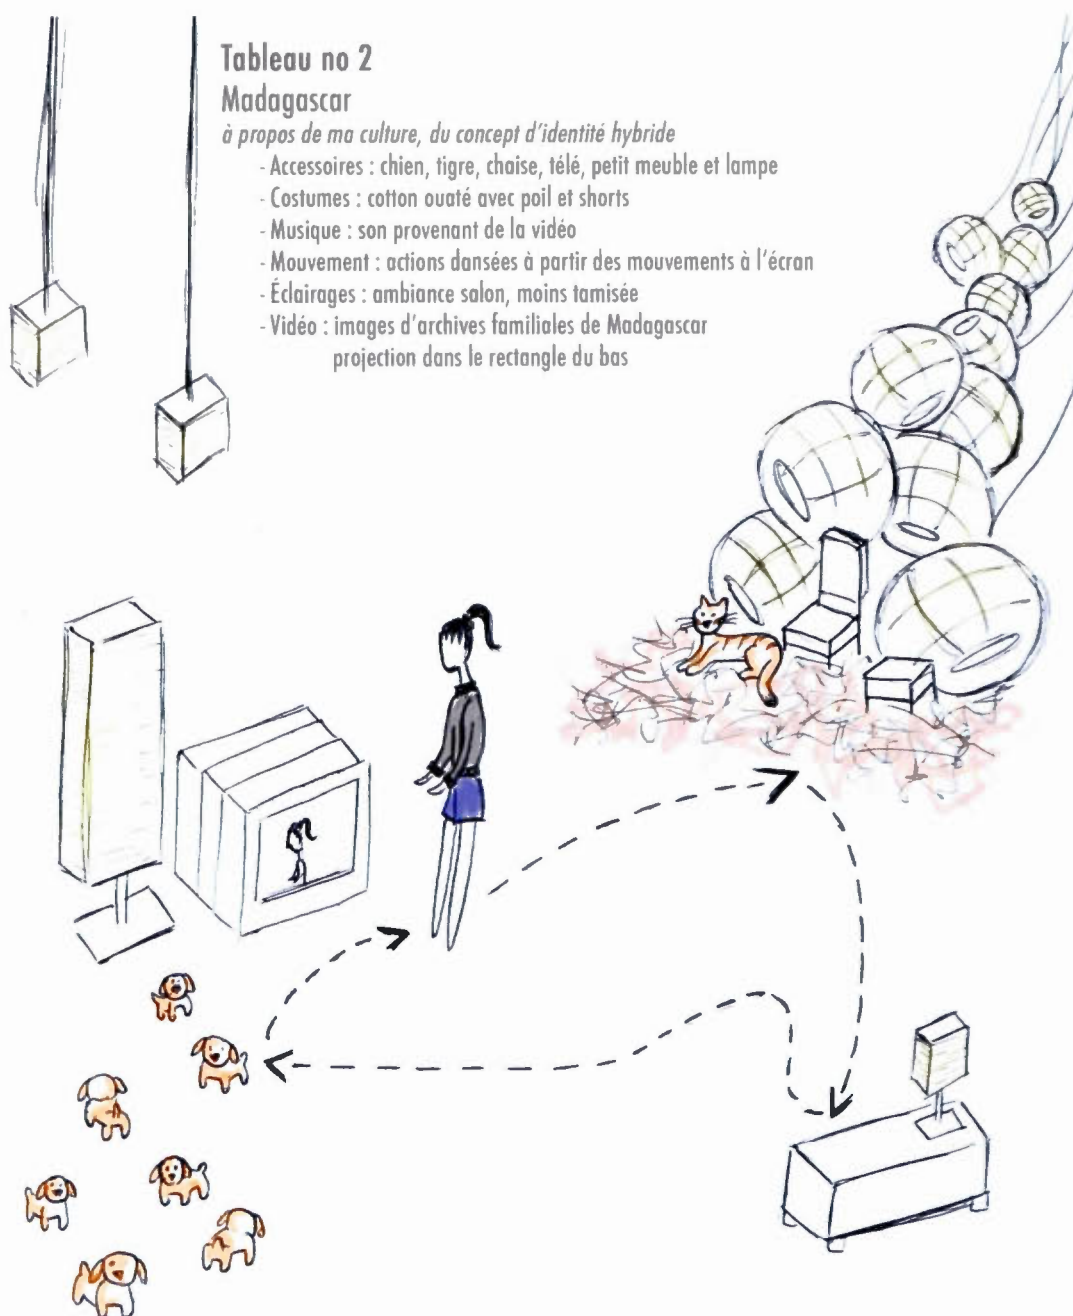 Tableau no 2
Madagascar
à propos de ma culture, du concept d'identité hybride
- Accessoires : chien, tigre, chaise, télé, petit meuble et lampe
- Costumes : cotton ouaté avec poil et shorts
- Musique : son provenant de la vidéo
- Mouvement : actions dansées à partir des mouvements à l'écran
- Éclairages : ambiance salon, moins tamisée
- Vidéo : images d'archives familiales de Madagascar
projection dans le rectangle du bas